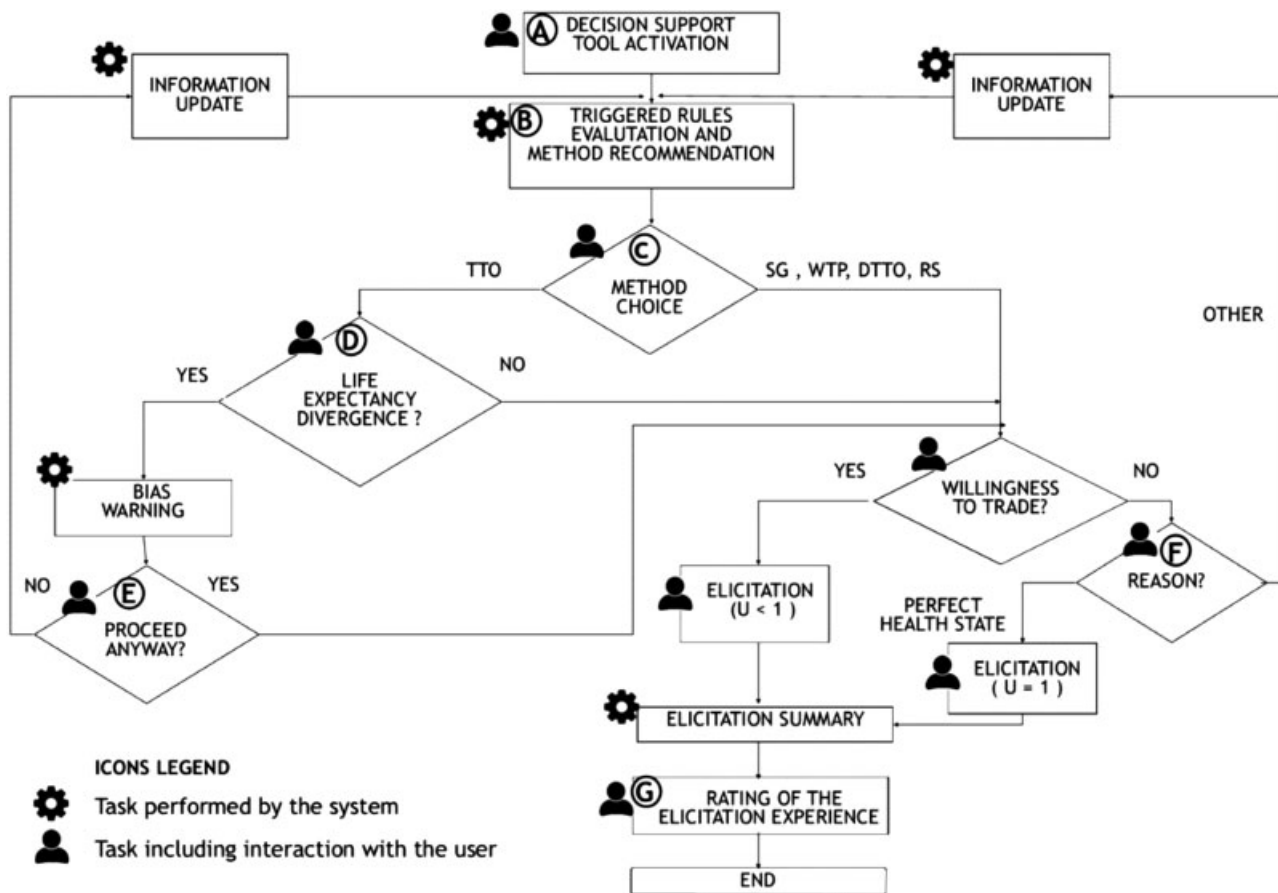 A
DECISION SUPPORT
TOOL ACTIVATION
INFORMATION
UPDATE
INFORMATION
UPDATE
B
TRIGGERED RULES
EVALUTATION AND
METHOD RECOMMENDATION
C
METHOD
CHOICE
TTO
SG , WTP, DTTO, RS
OTHER
D
LIFE
EXPECTANCY
DIVERGENCE ?
YES
NO
BIAS
WARNING
WILLINGNESS
TO TRADE?
YES
NO
E
PROCEED
ANYWAY?
NO
YES
F
REASON?
ELICITATION
(U < 1)
PERFECT
HEALTH STATE
ELICITATION
( U = 1 )
ELICITATION SUMMARY
G
RATING OF THE
ELICITATION EXPERIENCE
END
ICONS LEGEND
Task performed by the system
Task including interaction with the user